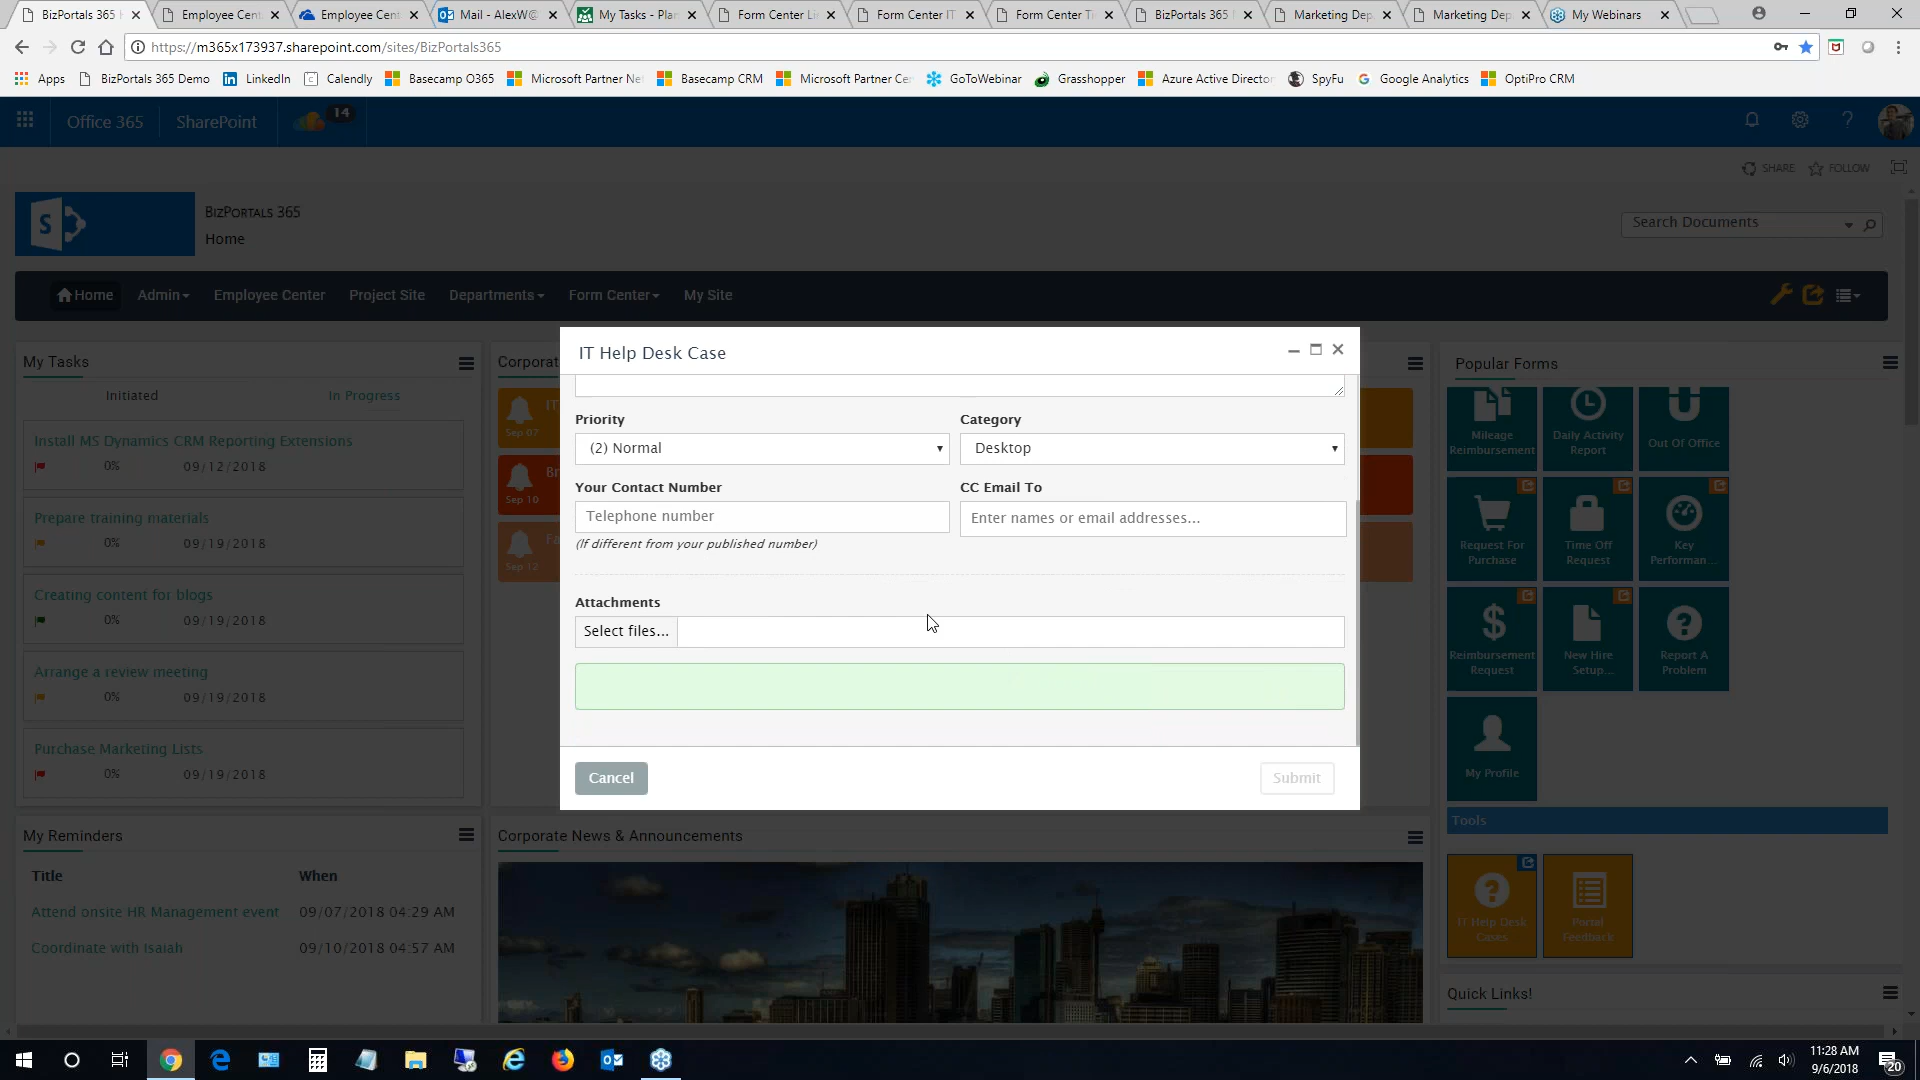 BizPortals 365 H
Employee Cent
Employee Cent
Mail - AlexW@
My Tasks - Plan
Form Center Li
Form Center IT
Form Center Ti
BizPortals 365
Marketing Dep
Marketing Dep
My Webinars
https://m365x173937.sharepoint.com/sites/BizPortals365
Apps
BizPortals 365 Demo
LinkedIn
Calendly
Basecamp O365
Microsoft Partner Ne
Basecamp CRM
Microsoft Partner Ce
GoToWebinar
Grasshopper
Azure Active Director
SpyFu
Google Analytics
OptiPro CRM
Office 365
SharePoint
14
SHARE
FOLLOW
BIZPORTALS 365
Home
Search Documents
Home
Admin
Employee Center
Project Site
Departments
Form Center
My Site
My Tasks
Initiated
In Progress
Install MS Dynamics CRM Reporting Extensions
0%
09/12/2018
Prepare training materials
0%
09/19/2018
Creating content for blogs
0%
09/19/2018
Arrange a review meeting
0%
09/19/2018
Purchase Marketing Lists
0%
09/19/2018
My Reminders
Title
When
Attend onsite HR Management event
09/07/2018 04:29 AM
Coordinate with Isaiah
09/10/2018 04:57 AM
Corporat
IT
Sep 07
Br
Sep 10
Fa
Sep 12
IT Help Desk Case
Priority
Category
(2) Normal
Desktop
Your Contact Number
CC Email To
Telephone number
Enter names or email addresses...
(If different from your published number)
Attachments
Select files...
Cancel
Submit
Corporate News & Announcements
Popular Forms
Mileage
Reimbursement
Daily Activity
Report
Out Of Office
Request For
Purchase
Time Off
Request
Key
Performan...
Reimbursement
Request
New Hire
Setup...
Report A
Problem
My Profile
Tools
IT Help Desk
Cases
Portal
Feedback
Quick Links!
11:28 AM
9/6/2018
20